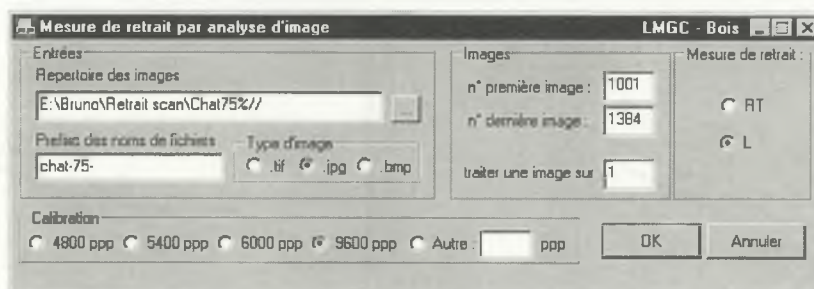 Mesure de retrait par analyse d'image LMGC - Bois
Entrées
Repertoire des images
E:\Bruno\Retrait scan\Chat75%//
...
Préfixe des noms de fichiers
chat-75-
Type d'image
.tif .jpg .bmp
Images
n° première image : 1001
n° dernière image : 1384
traiter une image sur 1
Mesure de retrait :
RT
L
Calibration
4800 ppp 5400 ppp 6000 ppp 9600 ppp Autre : ppp
OK Annuler